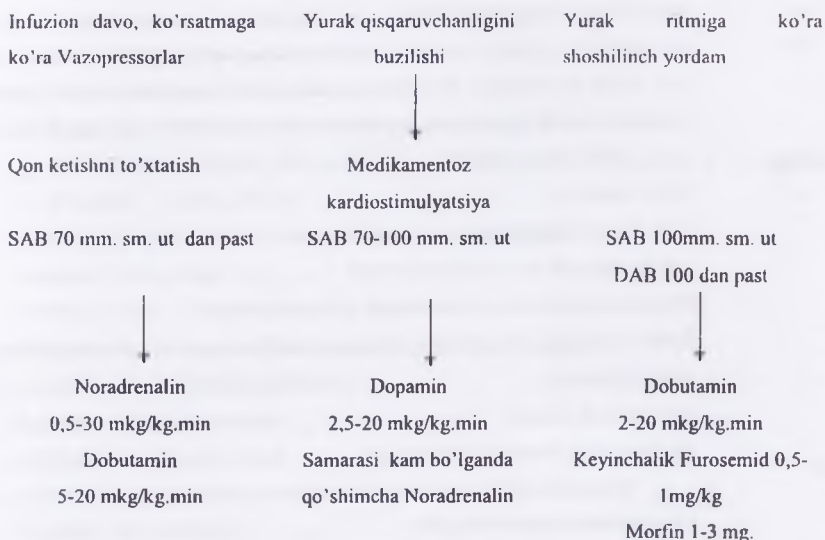 Infuzion davo, ko'rsatmaga ko'ra Vazopressorlar
Yurak qisqaruvchanligini buzilishi
Yurak ritmiga ko'ra shoshilinch yordam
Qon ketishni to'xtatish
Medikamentoz
kardiostimulyatsiya
SAB 70 mm. sm. ut dan past
SAB 70-100 mm. sm. ut
SAB 100mm. sm. ut
DAB 100 dan past
Noradrenalin
0,5-30 mkg/kg.min
Dobutamin
5-20 mkg/kg.min
Dopamin
2,5-20 mkg/kg.min
Samarasi kam bo'lganda
qo'shimcha Noradrenalin
Dobutamin
2-20 mkg/kg.min
Keyinchalik Furosemid 0,5-
1mg/kg
Morfin 1-3 mg.